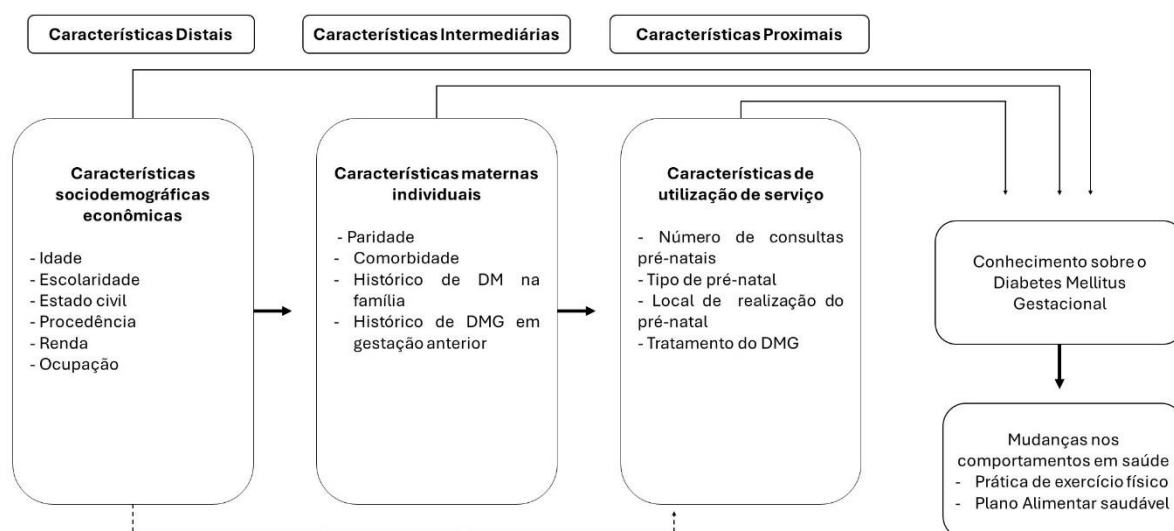 Características Distais
Características Intermediárias
Características Proximais
Características
sociodemográficas
econômicas
- Idade
- Escolaridade
- Estado civil
- Procedência
- Renda
- Ocupação
Características maternas
individuais
- Paridade
- Comorbidade
- Histórico de DM na
família
- Histórico de DMG em
gestação anterior
Características de
utilização de serviço
- Número de consultas
pré-natais
- Tipo de pré-natal
- Local de realização do
pré-natal
- Tratamento do DMG
Conhecimento sobre o
Diabetes Mellitus
Gestacional
Mudanças nos
comportamentos em saúde
- Prática de exercício físico
- Plano Alimentar saudável